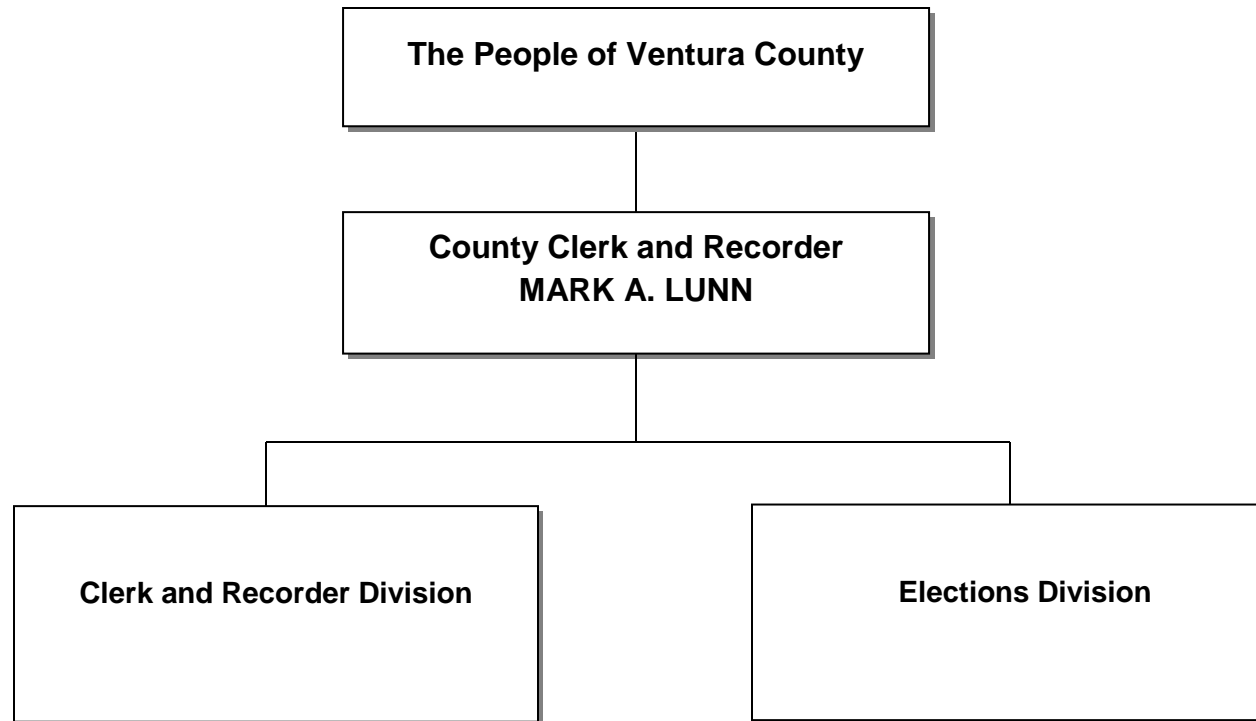 The People of Ventura County
County Clerk and Recorder
MARK A. LUNN
Clerk and Recorder Division
Elections Division